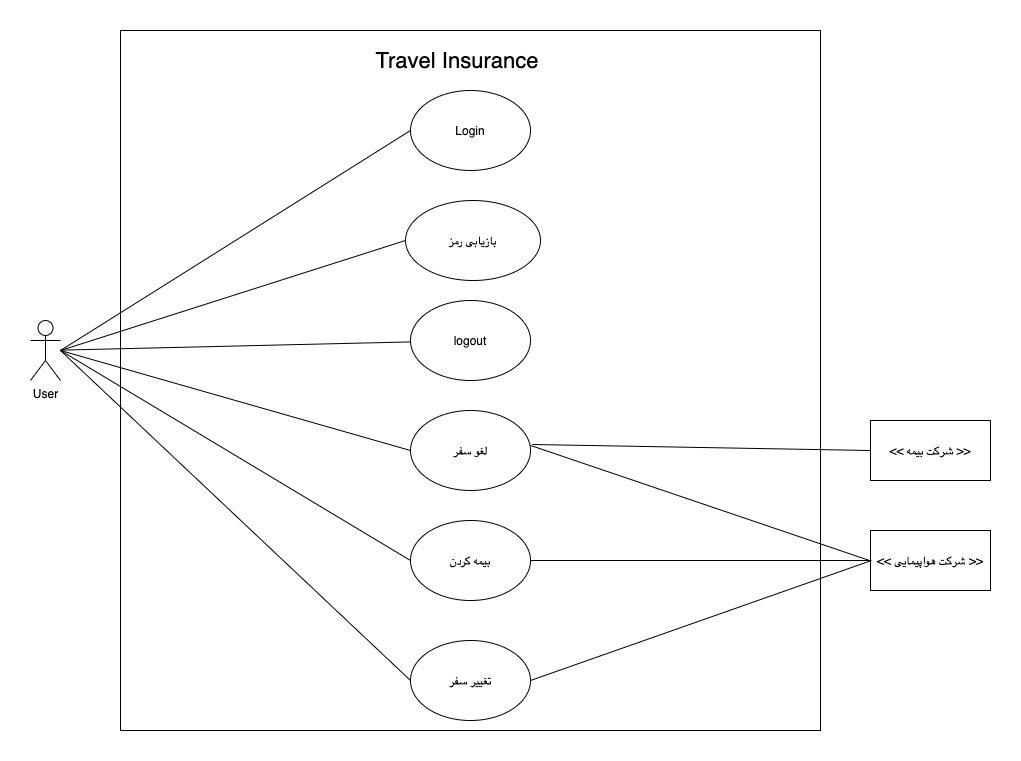 Travel Insurance
Login
بازیابی رمز
logout
User
لغو سفر
<< شرکت بیمه >>
بیمه کردن
<< شرکت هواپیمایی >>
تغییر سفر